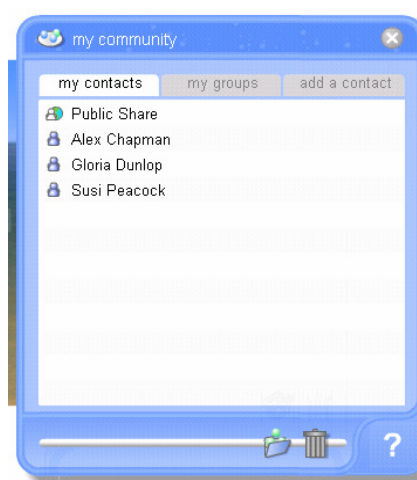 my community
my contacts my groups add a contact
Public Share
Alex Chapman
Gloria Dunlop
Susi Peacock
?